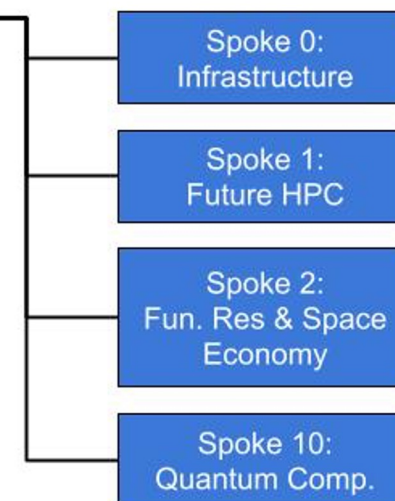 Spoke 0:
Infrastructure
Spoke 1:
Future HPC
Spoke 2:
Fun. Res & Space
Economy
Spoke 10:
Quantum Comp.